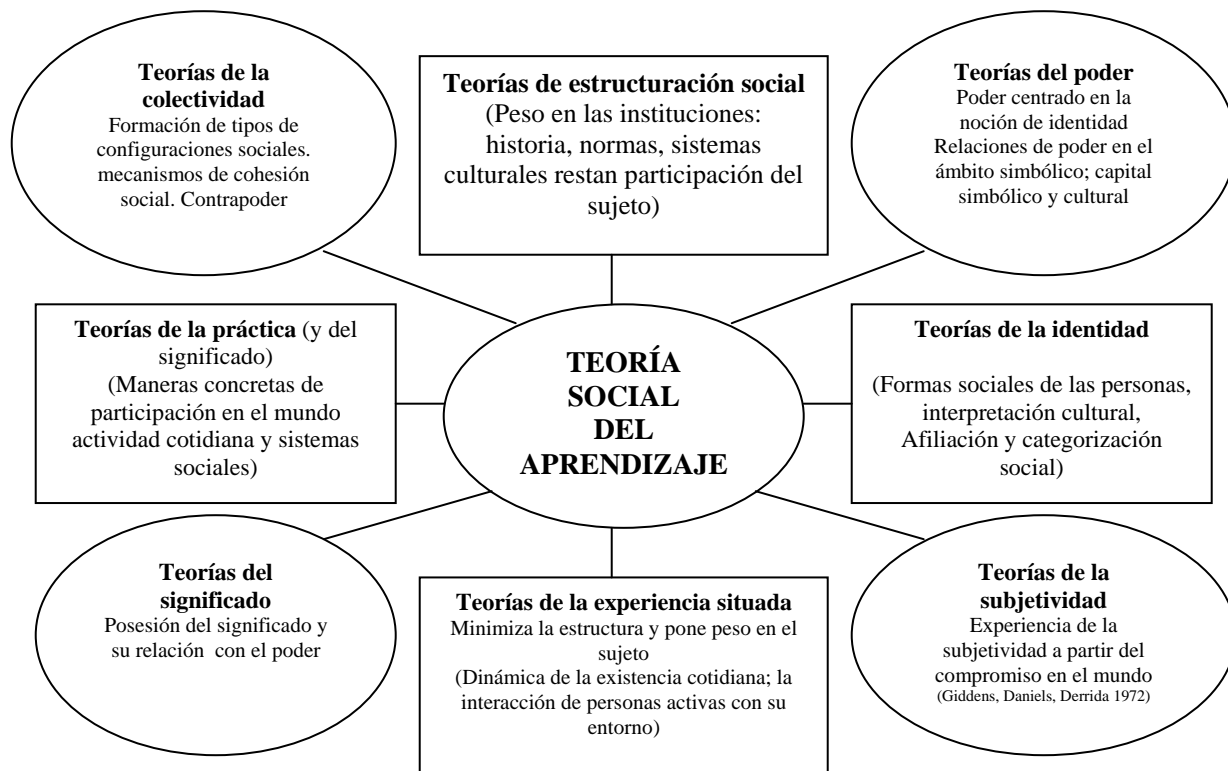 Teorías de la
colectividad
Formación de tipos de
configuraciones sociales.
mecanismos de cohesión
social. Contrapoder
Teorías de estructuración social
(Peso en las instituciones:
historia, normas, sistemas
culturales restan participación del
sujeto)
Teorías del poder
Poder centrado en la
noción de identidad
Relaciones de poder en el
ámbito simbólico; capital
simbólico y cultural
Teorías de la práctica (y del
significado)
(Maneras concretas de
participación en el mundo
actividad cotidiana y sistemas
sociales)
TEORÍA
SOCIAL
DEL
APRENDIZAJE
Teorías de la identidad
(Formas sociales de las personas,
interpretación cultural,
Afiliación y categorización
social)
Teorías del
significado
Posesión del significado y
su relación con el poder
Teorías de la experiencia situada
Minimiza la estructura y pone peso en el
sujeto
(Dinámica de la existencia cotidiana; la
interacción de personas activas con su
entorno)
Teorías de la
subjetividad
Experiencia de la
subjetividad a partir del
compromiso en el mundo
(Giddens, Daniels, Derrida 1972)